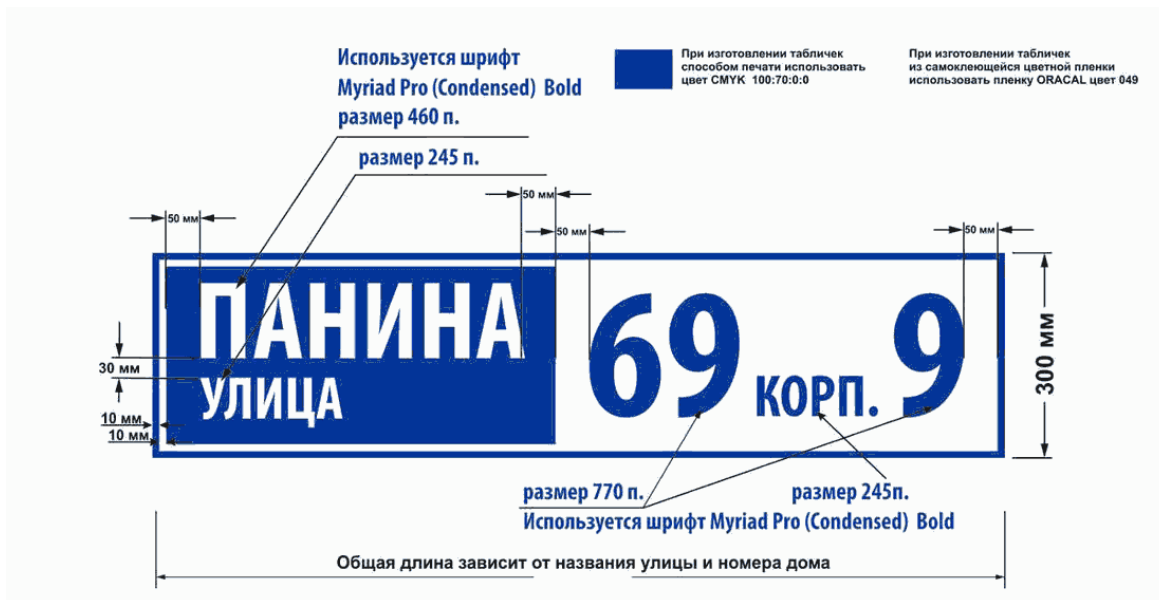 Используется шрифт
Myriad Pro (Condensed) Bold
размер 460 п.
размер 245 п.
При изготовлении табличек
способом печати использовать
цвет CMYK 100:70:0:0
При изготовлении табличек
из самоклеющейся цветной пленки
использовать пленку ORACAL цвет 049
50 мм
50 мм
50 мм
50 мм
ПАНИНА
УЛИЦА
69 КОРП. 9
300 мм
30 мм
10 мм
10 мм
размер 770 п.
размер 245п.
Используется шрифт Myriad Pro (Condensed) Bold
Общая длина зависит от названия улицы и номера дома